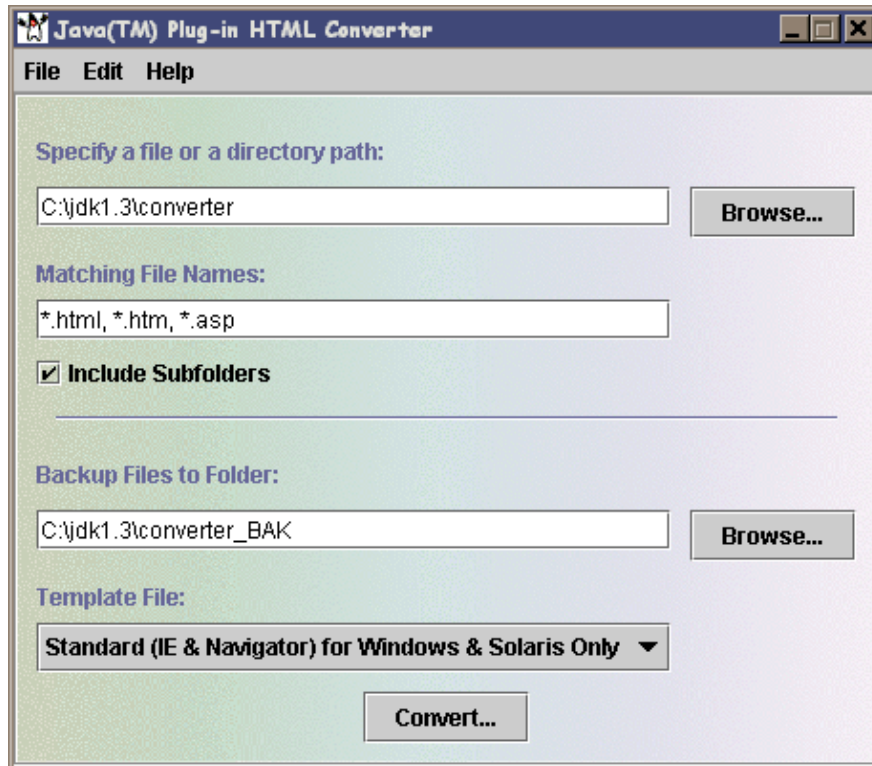 Java(TM) Plug-in HTML Converter
File Edit Help
Specify a file or a directory path:
C:\jdk1.3\converter
Browse...
Matching File Names:
*.html, *.htm, *.asp
Include Subfolders
Backup Files to Folder:
C:\jdk1.3\converter_BAK
Browse...
Template File:
Standard (IE & Navigator) for Windows & Solaris Only
Convert...